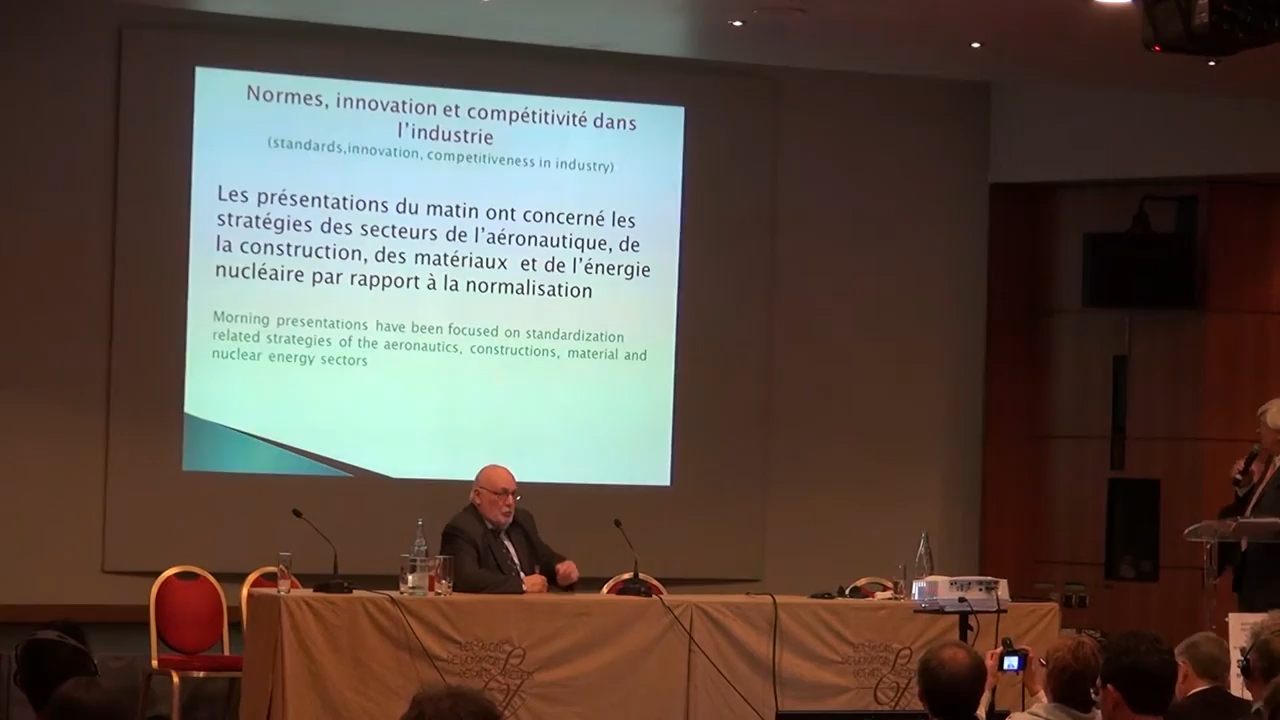 Normes, innovation et compétitivité dans
l'industrie
(standards,innovation, competitiveness in industry)
Les présentations du matin ont concerné les
stratégies des secteurs de l'aéronautique, de
la construction, des matériaux et de l'énergie
nucléaire par rapport à la normalisation
Morning presentations have been focused on standardization
related strategies of the aeronautics, constructions, material and
nuclear energy sectors